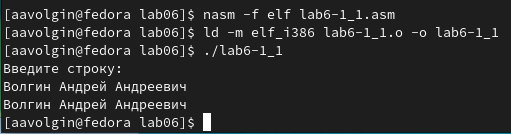 [aavolgin@fedora lab06]$ nasm -f elf lab6-1_1.asm
[aavolgin@fedora lab06]$ ld -m elf_i386 lab6-1_1.o -o lab6-1_1
[aavolgin@fedora lab06]$ ./lab6-1_1
Введите строку:
Волгин Андрей Андреевич
Волгин Андрей Андреевич
[aavolgin@fedora lab06]$